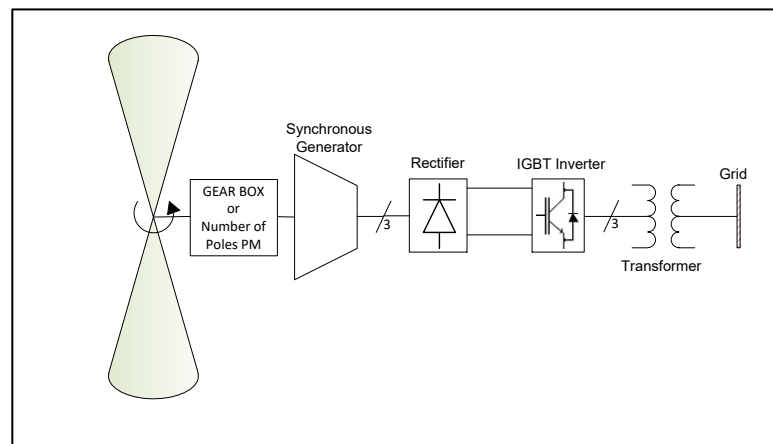 Synchronous
Generator
Rectifier
IGBT Inverter
Grid
GEAR BOX
or
Number of
Poles PM
3
3
Transformer